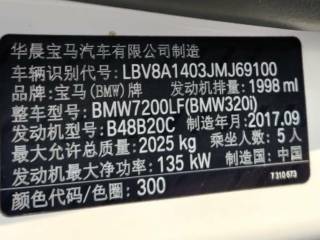 华晨宝马汽车有限公司制造
车辆识别代号: LBV8A1403JMJ69100
品牌: 宝马(BMW)牌 发动机排量: 1998 ml
整车型号: BMW7200LF(BMW320i)
发动机型号: B48B20C 制造年月: 2017.09
最大允许总质量: 2025 kg 乘坐人数: 5人
发动机最大净功率: 135 kW 制造国: 中国
颜色代码/色圈: 300 7 310 673